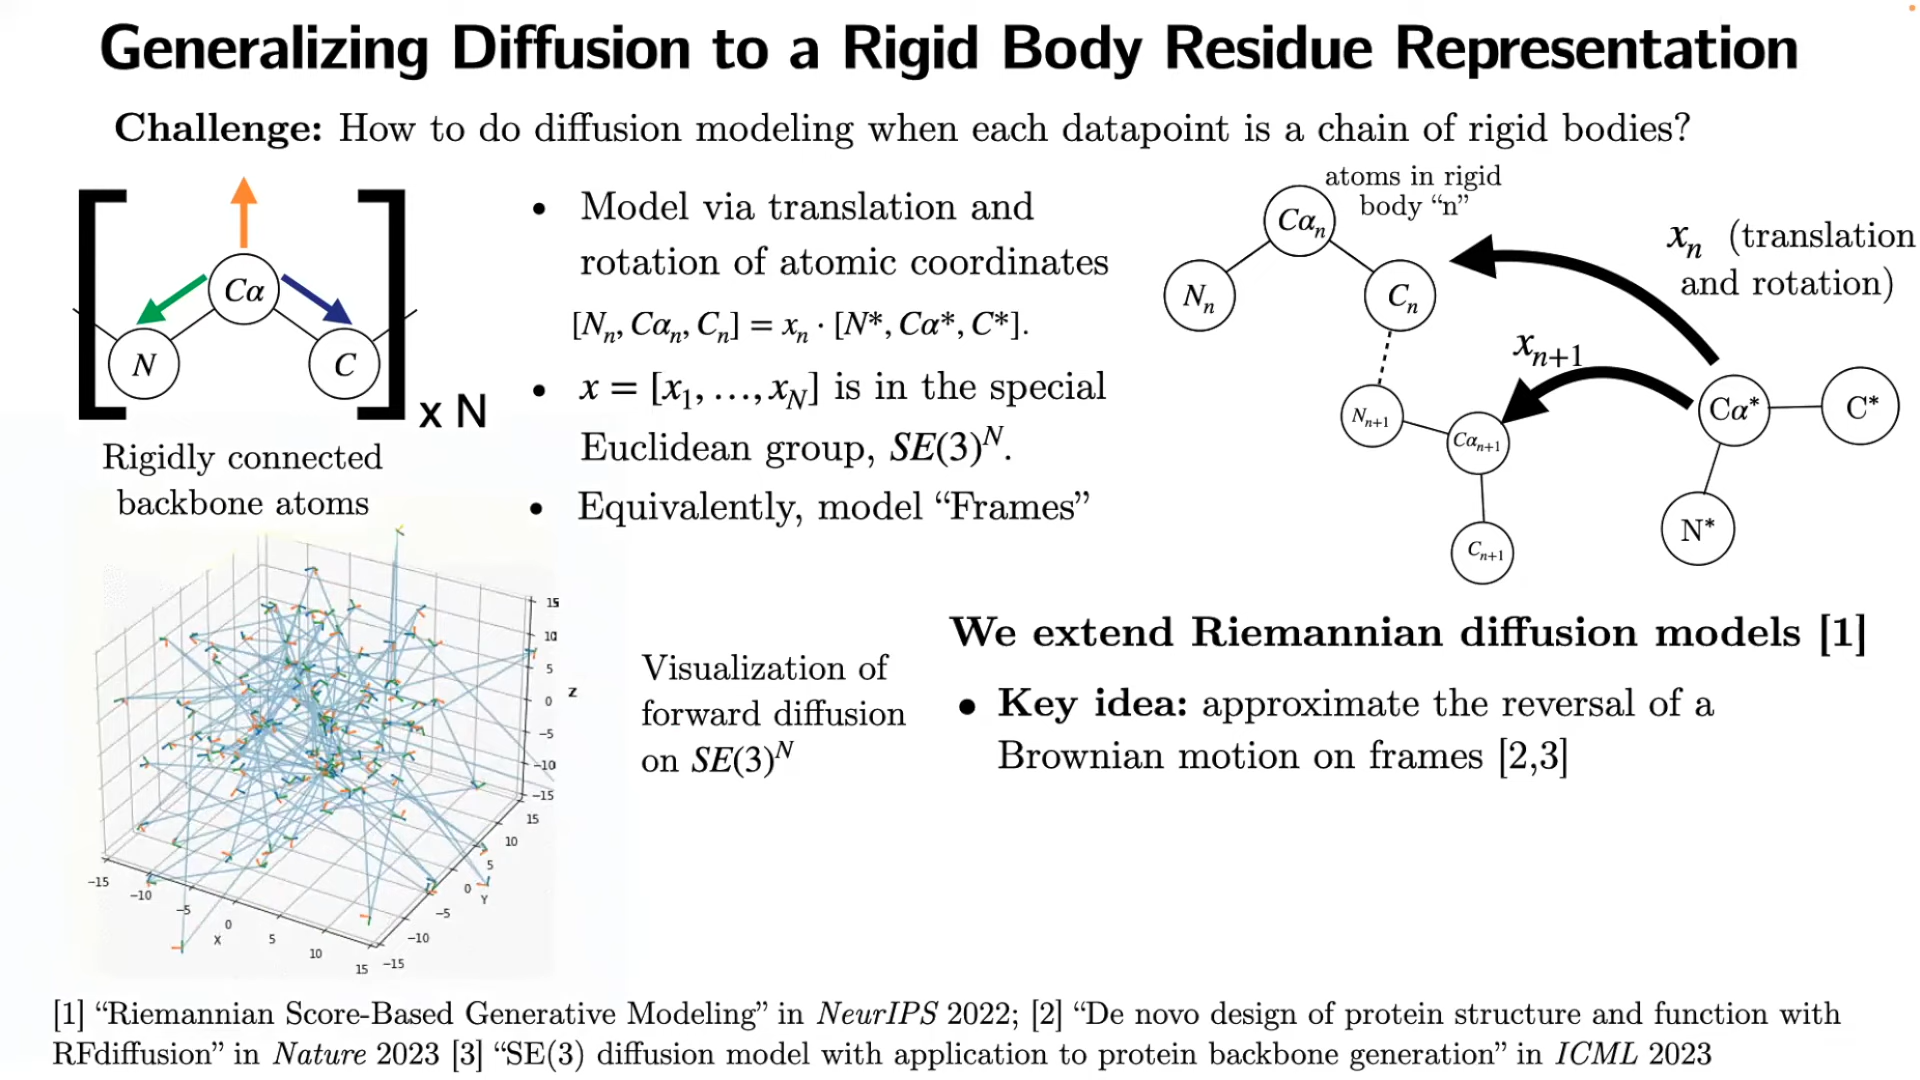 Generalizing Diffusion to a Rigid Body Residue Representation
Challenge: How to do diffusion modeling when each datapoint is a chain of rigid bodies?
Cα
N
C
x N
Rigidly connected
backbone atoms
• Model via translation and
rotation of atomic coordinates
[Nₙ, Cαₙ, Cₙ] = xₙ · [N*, Cα*, C*].
• x = [x₁, …, x_N] is in the special
Euclidean group, SE(3)ᴺ.
• Equivalently, model “Frames”
atoms in rigid
body “n”
Cαₙ
Nₙ
Cₙ
xₙ (translation
and rotation)
xₙ₊₁
Nₙ₊₁
Cαₙ₊₁
Cₙ₊₁
Cα*
C*
N*
15
10
5
0
−5
−10
−15
Z
15
10
5
0
−5
−10
−15
Y
−15
−10
−5
0
5
10
15
X
Visualization of
forward diffusion
on SE(3)ᴺ
We extend Riemannian diffusion models [1]
• Key idea: approximate the reversal of a
Brownian motion on frames [2,3]
[1] “Riemannian Score-Based Generative Modeling” in NeurIPS 2022; [2] “De novo design of protein structure and function with
RFdiffusion” in Nature 2023 [3] “SE(3) diffusion model with application to protein backbone generation” in ICML 2023